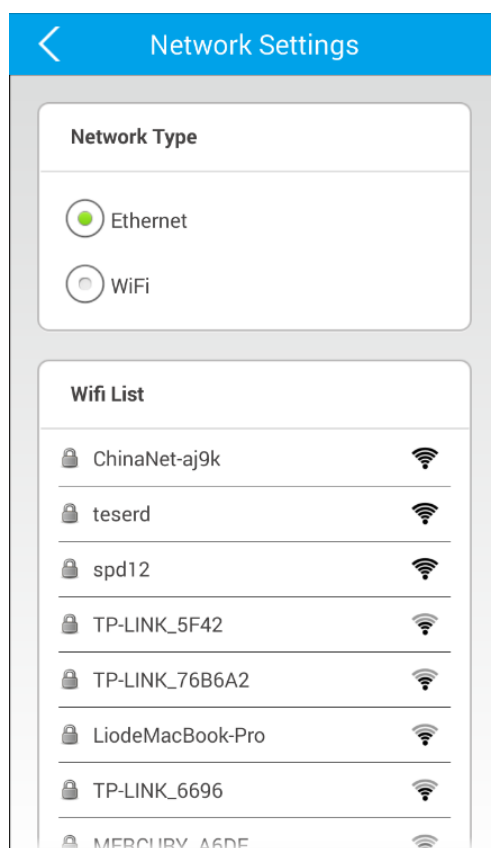 Network Settings
Network Type
Ethernet
WiFi
Wifi List
ChinaNet-aj9k
teserd
spd12
TP-LINK_5F42
TP-LINK_76B6A2
LiodeMacBook-Pro
TP-LINK_6696
MERCURY_A6DE